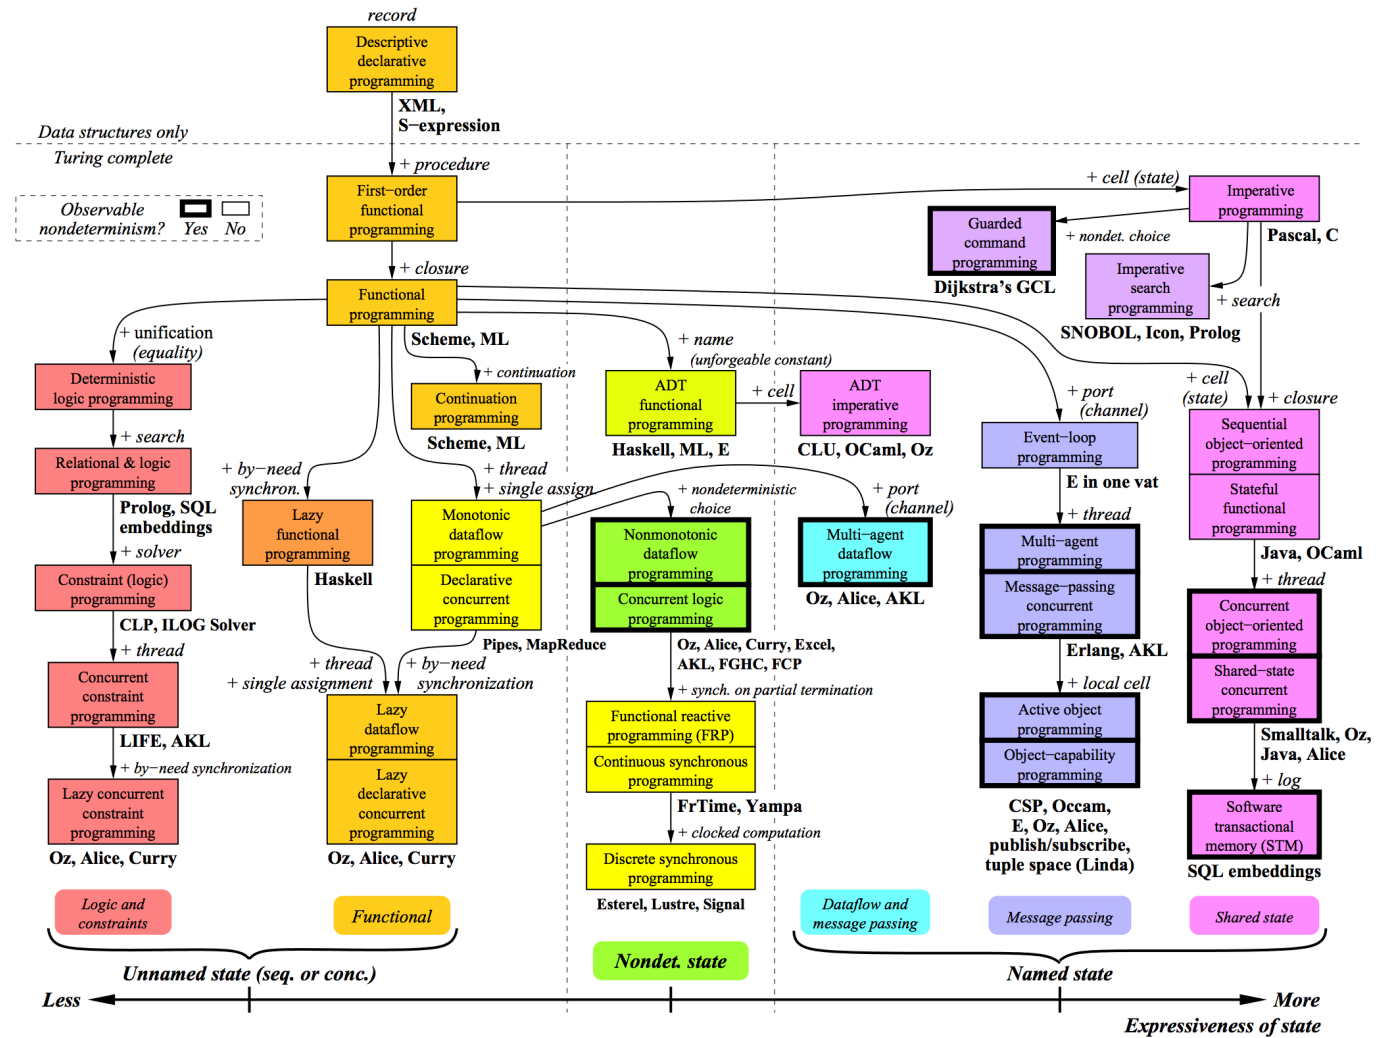 record
Descriptive
declarative
programming
XML,
S−expression
Data structures only
Turing complete
+ procedure
Observable
nondeterminism?
Yes
No
First−order
functional
programming
+ cell (state)
Imperative
programming
Pascal, C
+ nondet. choice
Guarded
command
programming
Dijkstra's GCL
+ search
Imperative
search
programming
SNOBOL, Icon, Prolog
+ closure
Functional
programming
Scheme, ML
+ unification
(equality)
Deterministic
logic programming
+ search
Relational & logic
programming
Prolog, SQL
embeddings
+ solver
Constraint (logic)
programming
CLP, ILOG Solver
+ thread
Concurrent
constraint
programming
LIFE, AKL
+ by−need synchronization
Lazy concurrent
constraint
programming
Oz, Alice, Curry
+ continuation
Continuation
programming
Scheme, ML
+ by−need
synchron.
Lazy
functional
programming
Haskell
+ thread
+ single assign.
Monotonic
dataflow
programming
Declarative
concurrent
programming
Pipes, MapReduce
+ thread
+ single assignment
+ by−need
synchronization
Lazy
dataflow
programming
Lazy
declarative
concurrent
programming
Oz, Alice, Curry
+ name
(unforgeable constant)
ADT
functional
programming
Haskell, ML, E
+ cell
ADT
imperative
programming
CLU, OCaml, Oz
+ nondeterministic
choice
Nonmonotonic
dataflow
programming
Concurrent logic
programming
Oz, Alice, Curry, Excel,
AKL, FGHC, FCP
+ synch. on partial termination
Functional reactive
programming (FRP)
Continuous synchronous
programming
FrTime, Yampa
+ clocked computation
Discrete synchronous
programming
Esterel, Lustre, Signal
+ port
(channel)
Multi−agent
dataflow
programming
Oz, Alice, AKL
+ port
(channel)
Event−loop
programming
E in one vat
+ thread
Multi−agent
programming
Message−passing
concurrent
programming
Erlang, AKL
+ local cell
Active object
programming
Object−capability
programming
CSP, Occam,
E, Oz, Alice,
publish/subscribe,
tuple space (Linda)
+ cell
(state)
+ closure
Sequential
object−oriented
programming
Stateful
functional
programming
Java, OCaml
+ thread
Concurrent
object−oriented
programming
Shared−state
concurrent
programming
Smalltalk, Oz,
Java, Alice
+ log
Software
transactional
memory (STM)
SQL embeddings
Logic and
constraints
Functional
Dataflow and
message passing
Message passing
Shared state
Unnamed state (seq. or conc.)
Nondet. state
Named state
Less
More
Expressiveness of state